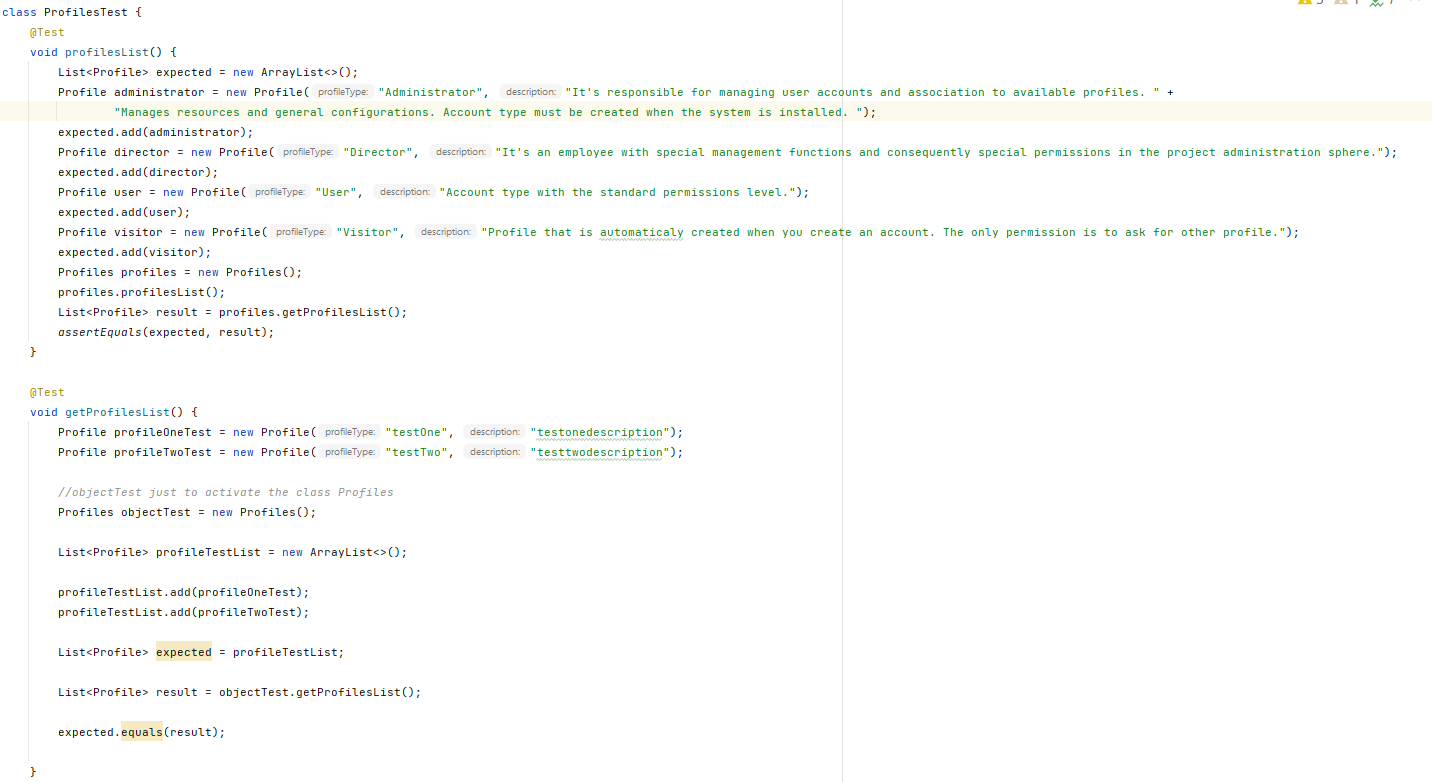 class ProfilesTest {
@Test
void profilesList() {
List<Profile> expected = new ArrayList<>();
Profile administrator = new Profile( profileType: "Administrator", description: "It's responsible for managing user accounts and association to available profiles. " +
"Manages resources and general configurations. Account type must be created when the system is installed. ");
expected.add(administrator);
Profile director = new Profile( profileType: "Director", description: "It's an employee with special management functions and consequently special permissions in the project administration sphere.");
expected.add(director);
Profile user = new Profile( profileType: "User", description: "Account type with the standard permissions level.");
expected.add(user);
Profile visitor = new Profile( profileType: "Visitor", description: "Profile that is automaticaly created when you create an account. The only permission is to ask for other profile.");
expected.add(visitor);
Profiles profiles = new Profiles();
profiles.profilesList();
List<Profile> result = profiles.getProfilesList();
assertEquals(expected, result);
}
@Test
void getProfilesList() {
Profile profileOneTest = new Profile( profileType: "testOne", description: "testonedescription");
Profile profileTwoTest = new Profile( profileType: "testTwo", description: "testtwodescription");
//objectTest just to activate the class Profiles
Profiles objectTest = new Profiles();
List<Profile> profileTestList = new ArrayList<>();
profileTestList.add(profileOneTest);
profileTestList.add(profileTwoTest);
List<Profile> expected = profileTestList;
List<Profile> result = objectTest.getProfilesList();
expected.equals(result);
}